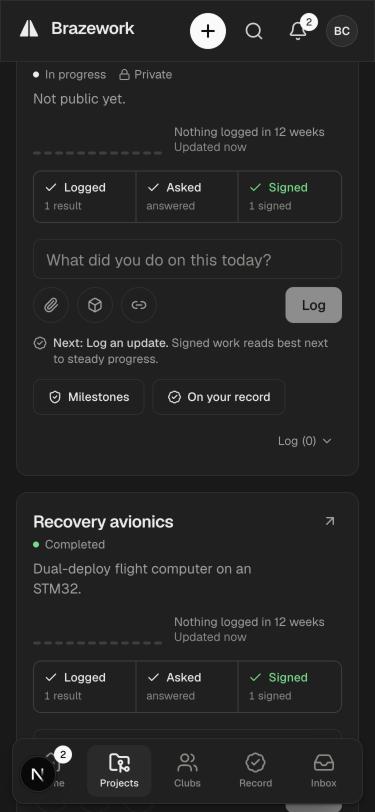 Brazework
2
BC
In progress
Private
Not public yet.
Nothing logged in 12 weeks
Updated now
Logged
1 result
Asked
answered
Signed
1 signed
What did you do on this today?
Log
Next: Log an update. Signed work reads best next
to steady progress.
Milestones
On your record
Log (0)
Recovery avionics
Completed
Dual-deploy flight computer on an
STM32.
Nothing logged in 12 weeks
Updated now
Logged
1 result
Asked
answered
Signed
1 signed
N
2
Projects
Clubs
Record
Inbox